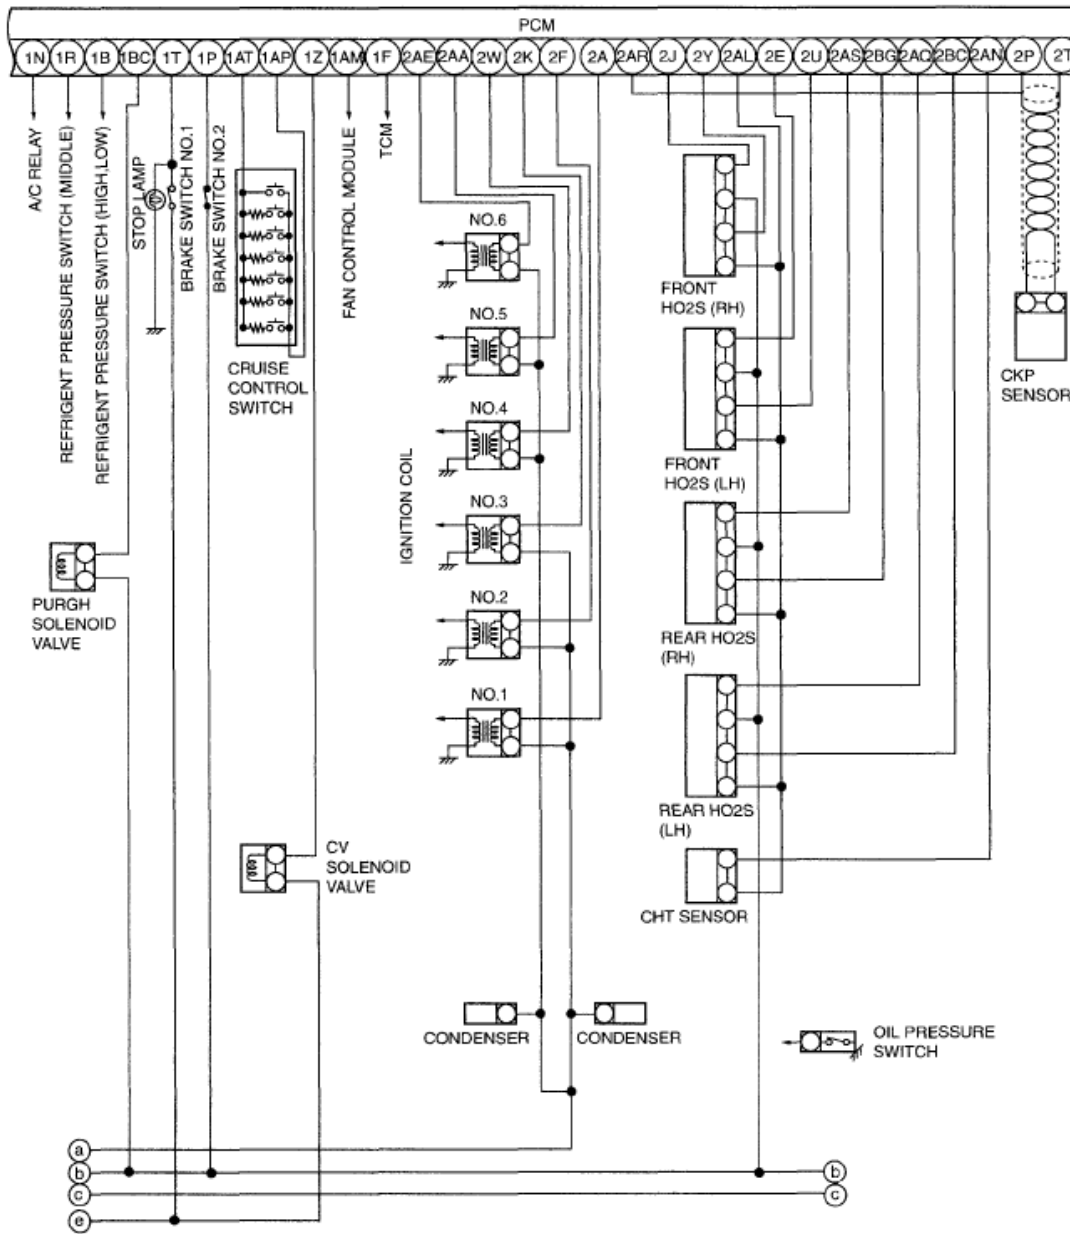 PCM
1N 1R 1B 1BC 1T 1P 1AT 1AP 1Z 1AM 1F 2AE 2AA 2W 2K 2F 2A 2AR 2J 2Y 2AL 2E 2U 2AS 2BG 2AQ 2BC 2AN 2P 2T
A/C RELAY
REFRIGENT PRESSURE SWITCH (MIDDLE)
REFRIGENT PRESSURE SWITCH (HIGH,LOW)
STOP LAMP
BRAKE SWITCH NO.1
BRAKE SWITCH NO.2
CRUISE
CONTROL
SWITCH
FAN CONTROL MODULE
TCM
IGNITION COIL
NO.6
NO.5
NO.4
NO.3
NO.2
NO.1
FRONT
HO2S (RH)
FRONT
HO2S (LH)
REAR HO2S
(RH)
REAR HO2S
(LH)
CHT SENSOR
CKP
SENSOR
PURGH
SOLENOID
VALVE
CV
SOLENOID
VALVE
CONDENSER
CONDENSER
OIL PRESSURE
SWITCH
a
b b
c c
e